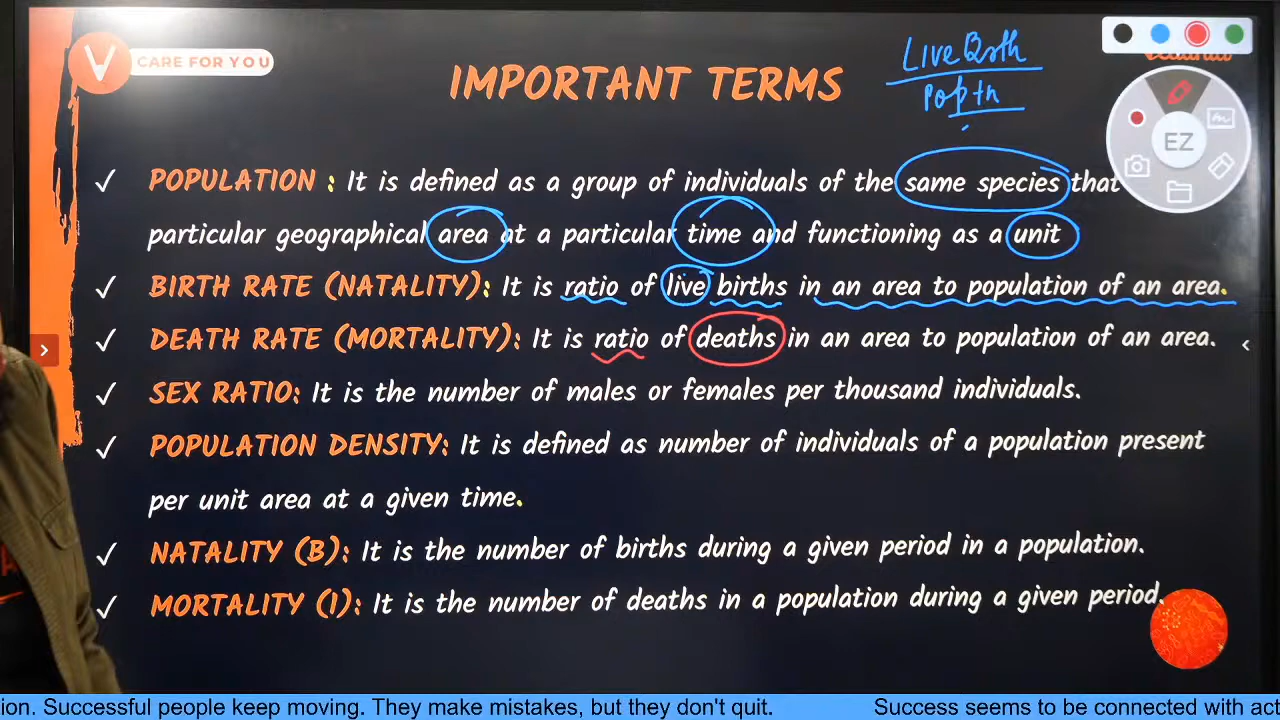 CARE FOR YOU
IMPORTANT TERMS
Live Birth
Poptn
EZ
✓ POPULATION : It is defined as a group of individuals of the same species that
particular geographical area at a particular time and functioning as a unit
✓ BIRTH RATE (NATALITY): It is ratio of live births in an area to population of an area.
✓ DEATH RATE (MORTALITY): It is ratio of deaths in an area to population of an area.
✓ SEX RATIO: It is the number of males or females per thousand individuals.
✓ POPULATION DENSITY: It is defined as number of individuals of a population present
per unit area at a given time.
✓ NATALITY (B): It is the number of births during a given period in a population.
✓ MORTALITY (1): It is the number of deaths in a population during a given period.
ion. Successful people keep moving. They make mistakes, but they don't quit. Success seems to be connected with act